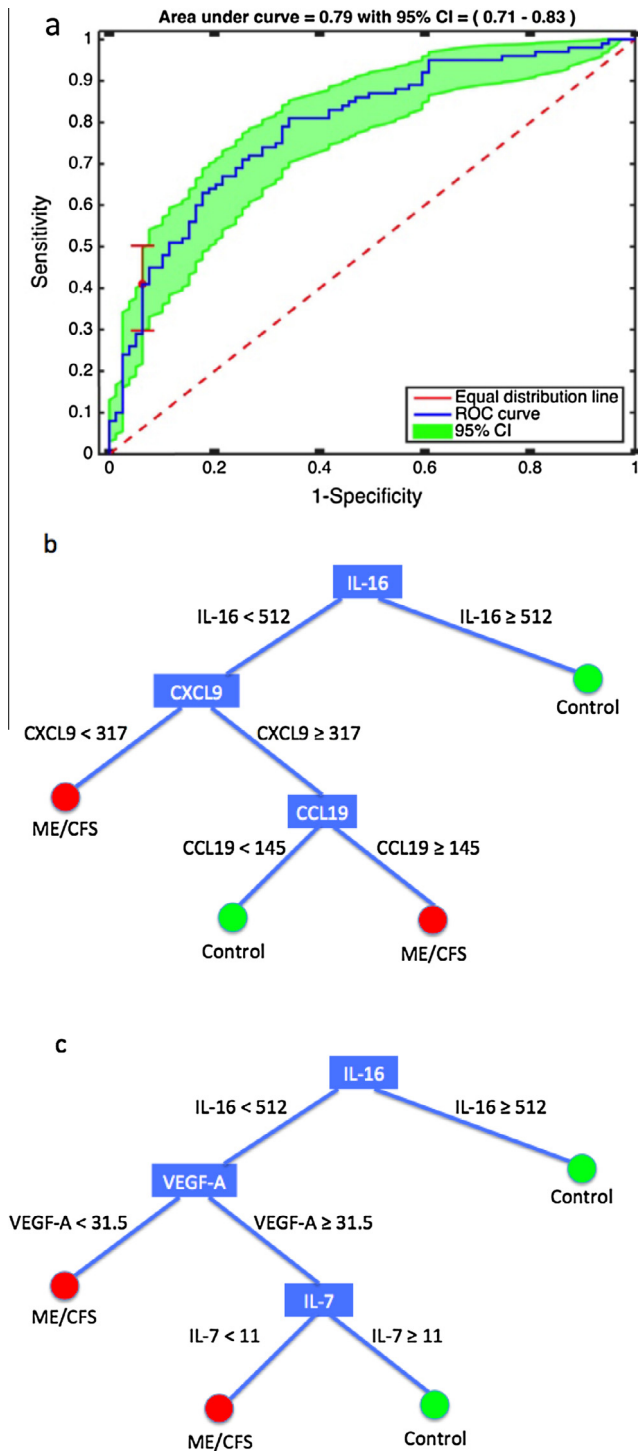 a
Area under curve = 0.79 with 95% CI = ( 0.71 - 0.83 )
1
0.9
0.8
0.7
0.6
0.5
0.4
0.3
0.2
0.1
0
Sensitivity
0 0.2 0.4 0.6 0.8 1
1-Specificity
Equal distribution line
ROC curve
95% CI
b
IL-16
IL-16 < 512 IL-16 ≥ 512
CXCL9
Control
CXCL9 < 317 CXCL9 ≥ 317
ME/CFS
CCL19
CCL19 < 145 CCL19 ≥ 145
Control
ME/CFS
c
IL-16
IL-16 < 512 IL-16 ≥ 512
VEGF-A
Control
VEGF-A < 31.5 VEGF-A ≥ 31.5
ME/CFS
IL-7
IL-7 < 11 IL-7 ≥ 11
ME/CFS Control